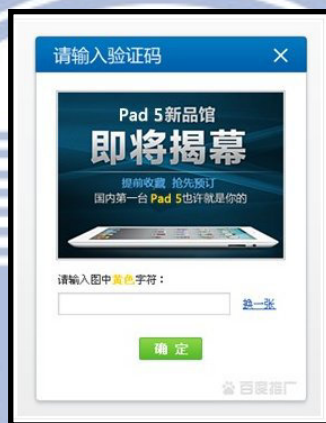 请输入验证码
Pad 5新品馆
即将揭幕
提前收藏 抢先预订
国内第一台 Pad 5也许就是你的
请输入图中黄色字符：
换一张
确 定
百度推广